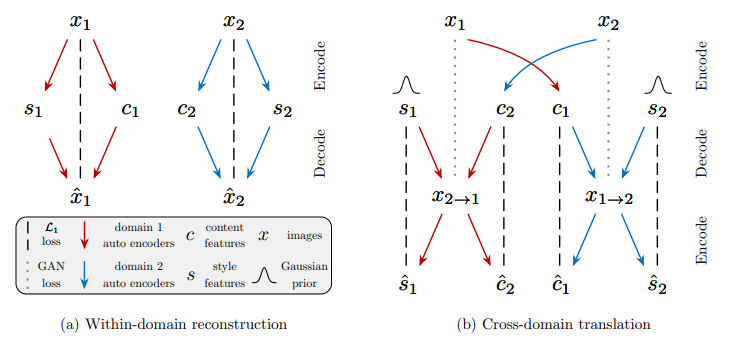 x₁ x₂
Encode
s₁ c₁ c₂ s₂
Decode
x̂₁ x̂₂
L₁ loss
domain 1 auto encoders
c content features
x images
GAN loss
domain 2 auto encoders
s style features
Gaussian prior
(a) Within-domain reconstruction
x₁ x₂
Encode
s₁ c₂ c₁ s₂
Decode
x₂→₁ x₁→₂
Encode
ŝ₁ ĉ₂ ĉ₁ ŝ₂
(b) Cross-domain translation